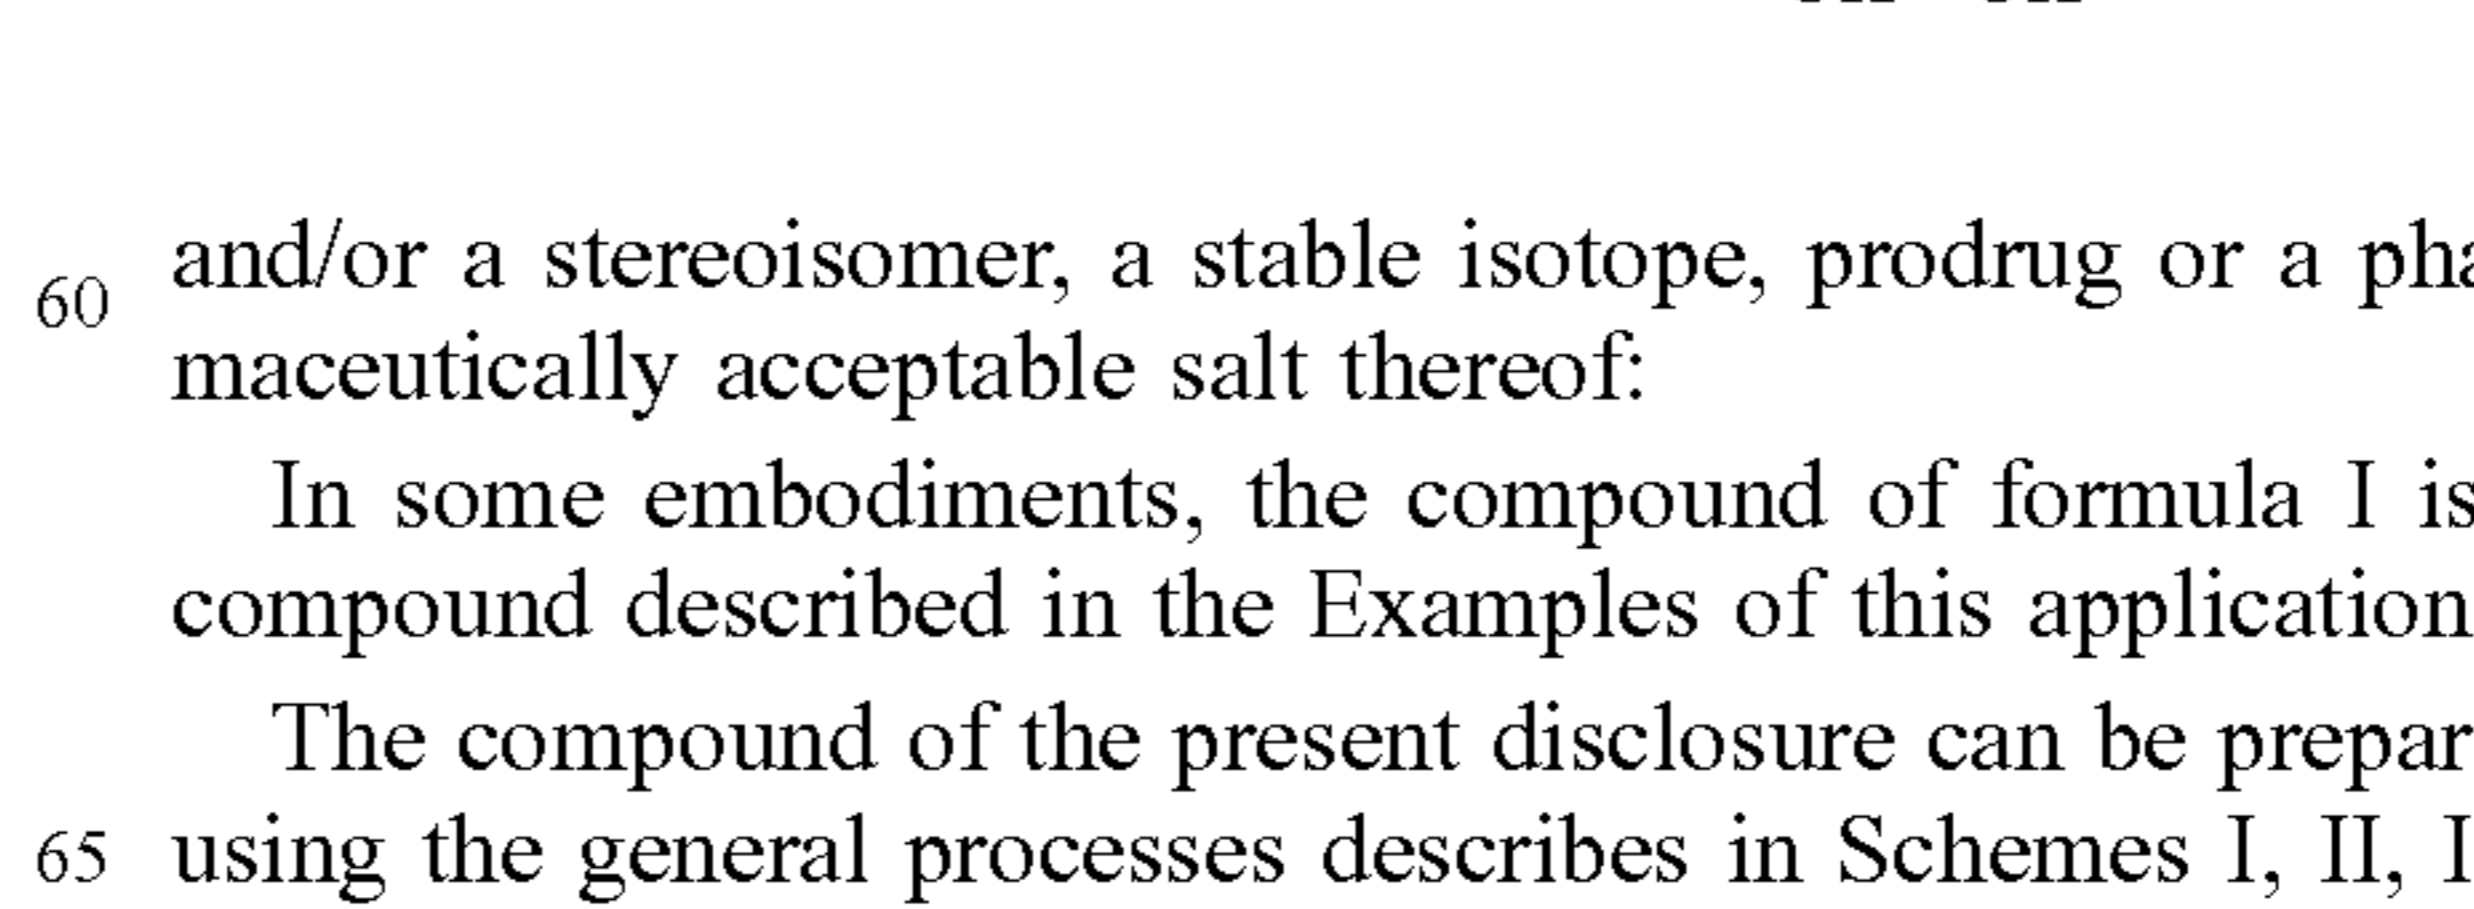 and/or a stereoisomer, a stable isotope, prodrug or a pha
60
maceutically acceptable salt thereof:
In some embodiments, the compound of formula I is
compound described in the Examples of this application
The compound of the present disclosure can be prepar
65 using the general processes describes in Schemes I, II, I